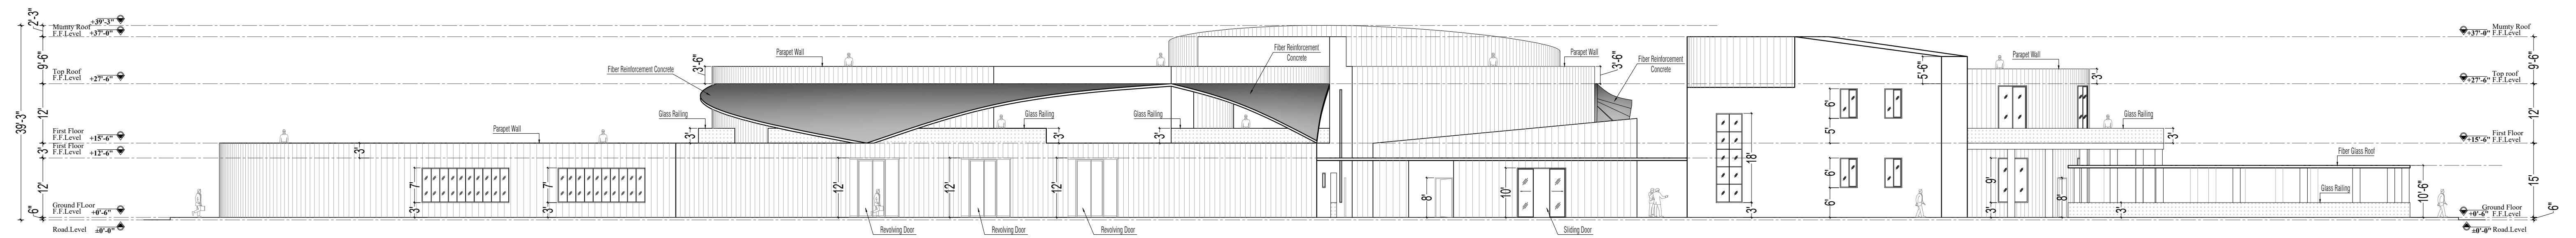 39'-3"
2'-3"
9'-6"
12'
3'
12'
6"
+39'-3"
Mumty Roof
F.F.Level +37'-0"
Top Roof
F.F.Level +27'-6"
First Floor
F.F.Level +15'-6"
First Floor
F.F.Level +12'-6"
Ground FLoor
F.F.Level +0'-6"
Road.Level ±0'-0"
Parapet Wall
3'
7'
3'
7'
3'
Fiber Reinforcement Concrete
3'-6"
Parapet Wall
Glass Railing
3'
12'
Revolving Door
12'
Revolving Door
12'
Revolving Door
Glass Railing
3'
Glass Railing
3'
Fiber Reinforcement
Concrete
Parapet Wall
3'-6"
Fiber Reinforcement
Concrete
8'
10'
Sliding Door
18'
3'
6'
5'
6'
6'
5'-6"
Parapet Wall
3'
Glass Railing
3'
9'
3'
8'
3'
Fiber Glass Roof
Glass Railing
10'-6"
Mumty Roof
+37'-0" F.F.Level
Top roof
+27'-6" F.F.Level
First Floor
+15'-6" F.F.Level
Ground Floor
+0'-6" F.F.Level
±0'-0" Road.Level
9'-6"
12'
15'
6"